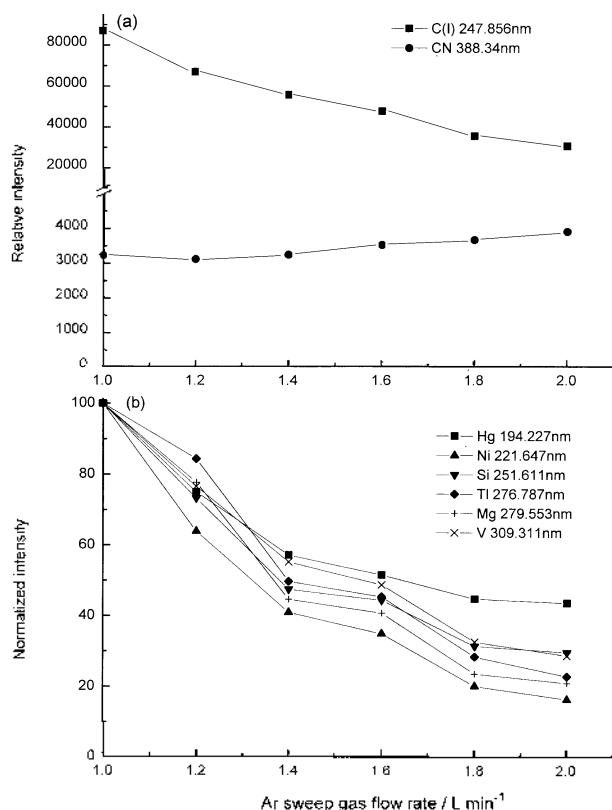 (a)
C(I) 247.856nm
CN 388.34nm
Relative intensity
80000
60000
40000
20000
4000
3000
2000
1000
0
1.0 1.2 1.4 1.6 1.8 2.0
(b)
Hg 194.227nm
Ni 221.647nm
Si 251.611nm
Tl 276.787nm
Mg 279.553nm
V 309.311nm
Normatized intensity
100
80
60
40
20
0
1.0 1.2 1.4 1.6 1.8 2.0
Ar sweep gas flow rate / L min⁻¹